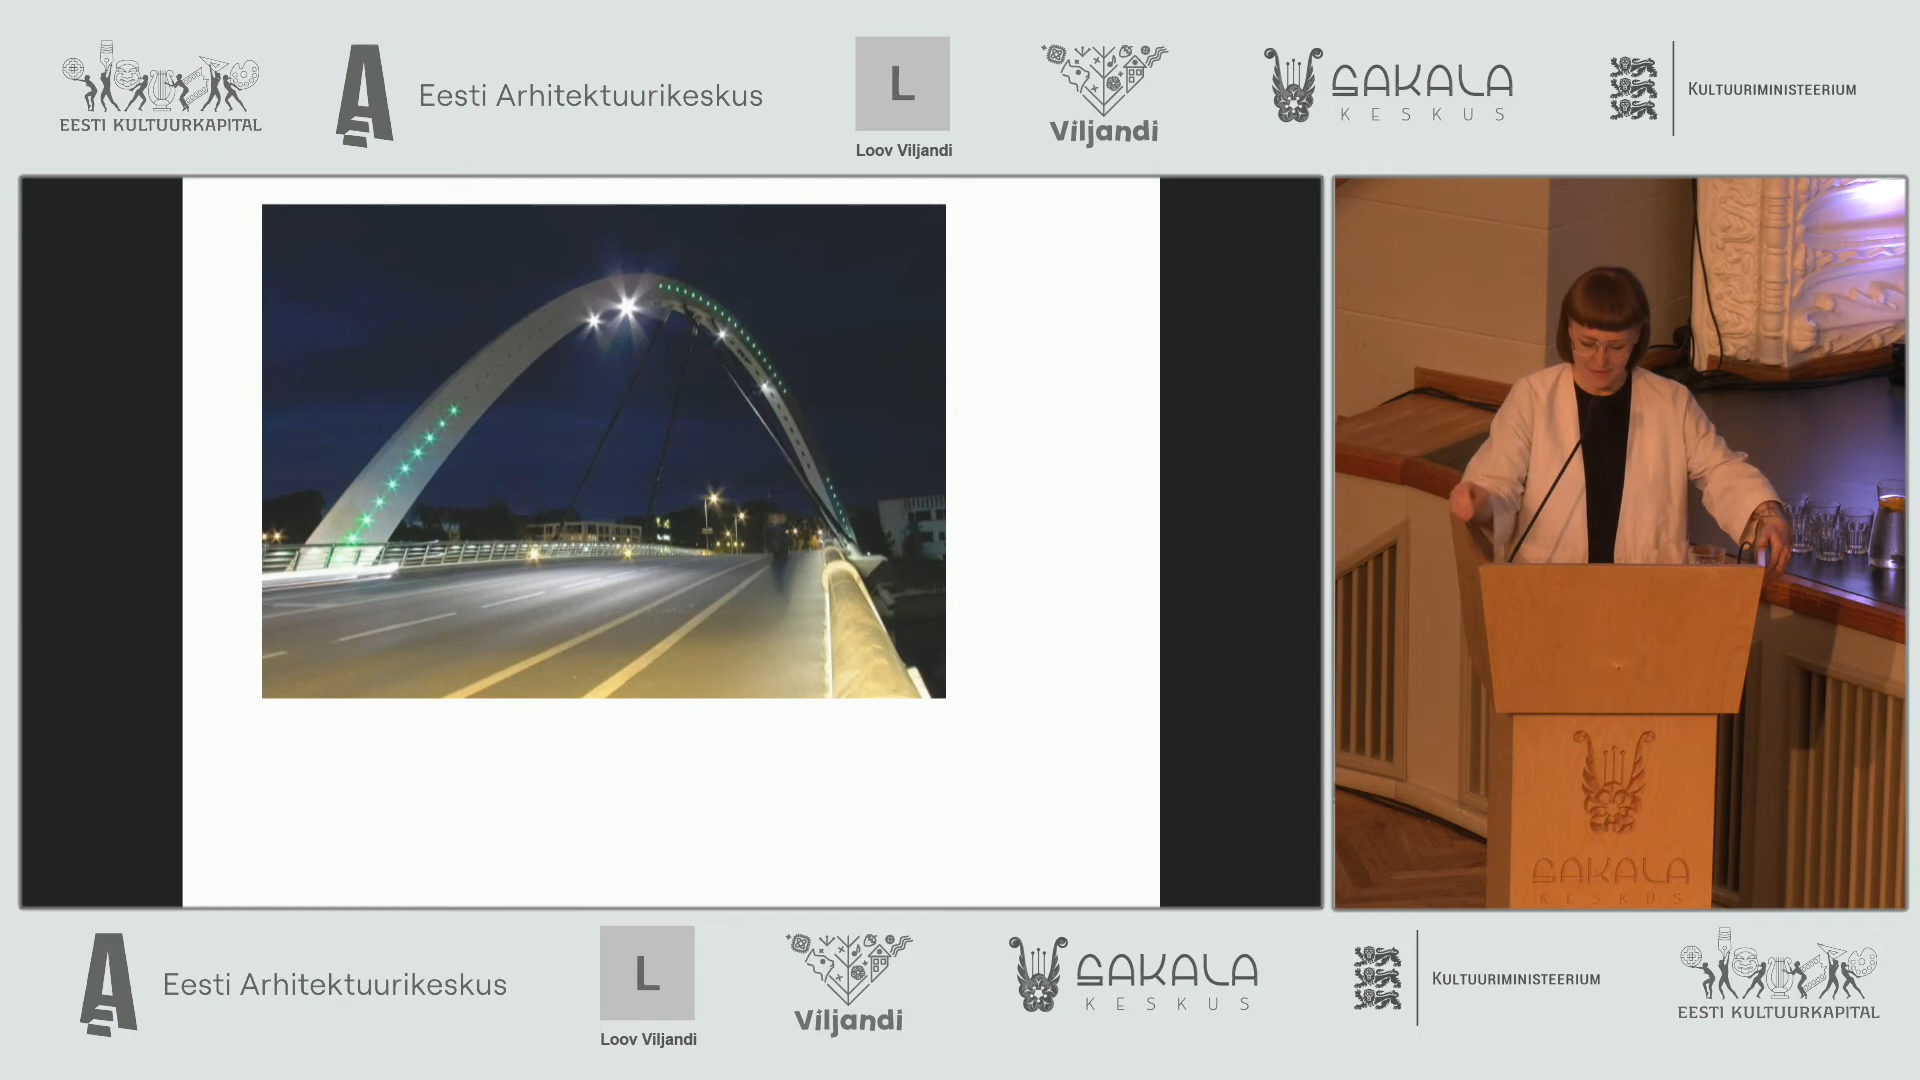 EESTI KULTUURKAPITAL
Eesti Arhitektuurikeskus
L
Loov Viljandi
Viljandi
SAKALA
KESKUS
KULTUURIMINISTEERIUM
SAKALA
KESKUS
Eesti Arhitektuurikeskus
L
Loov Viljandi
Viljandi
SAKALA
KESKUS
KULTUURIMINISTEERIUM
EESTI KULTUURKAPITAL